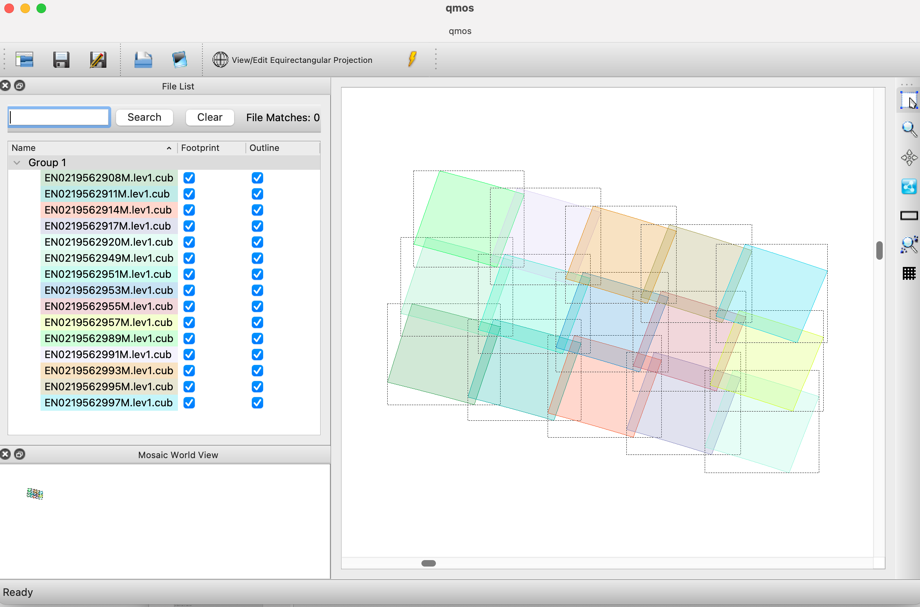 qmos
qmos
View/Edit Equirectangular Projection
File List
Search Clear File Matches: 0
Name Footprint Outline
Group 1
EN0219562908M.lev1.cub
EN0219562911M.lev1.cub
EN0219562914M.lev1.cub
EN0219562917M.lev1.cub
EN0219562920M.lev1.cub
EN0219562949M.lev1.cub
EN0219562951M.lev1.cub
EN0219562953M.lev1.cub
EN0219562955M.lev1.cub
EN0219562957M.lev1.cub
EN0219562989M.lev1.cub
EN0219562991M.lev1.cub
EN0219562993M.lev1.cub
EN0219562995M.lev1.cub
EN0219562997M.lev1.cub
Mosaic World View
Ready